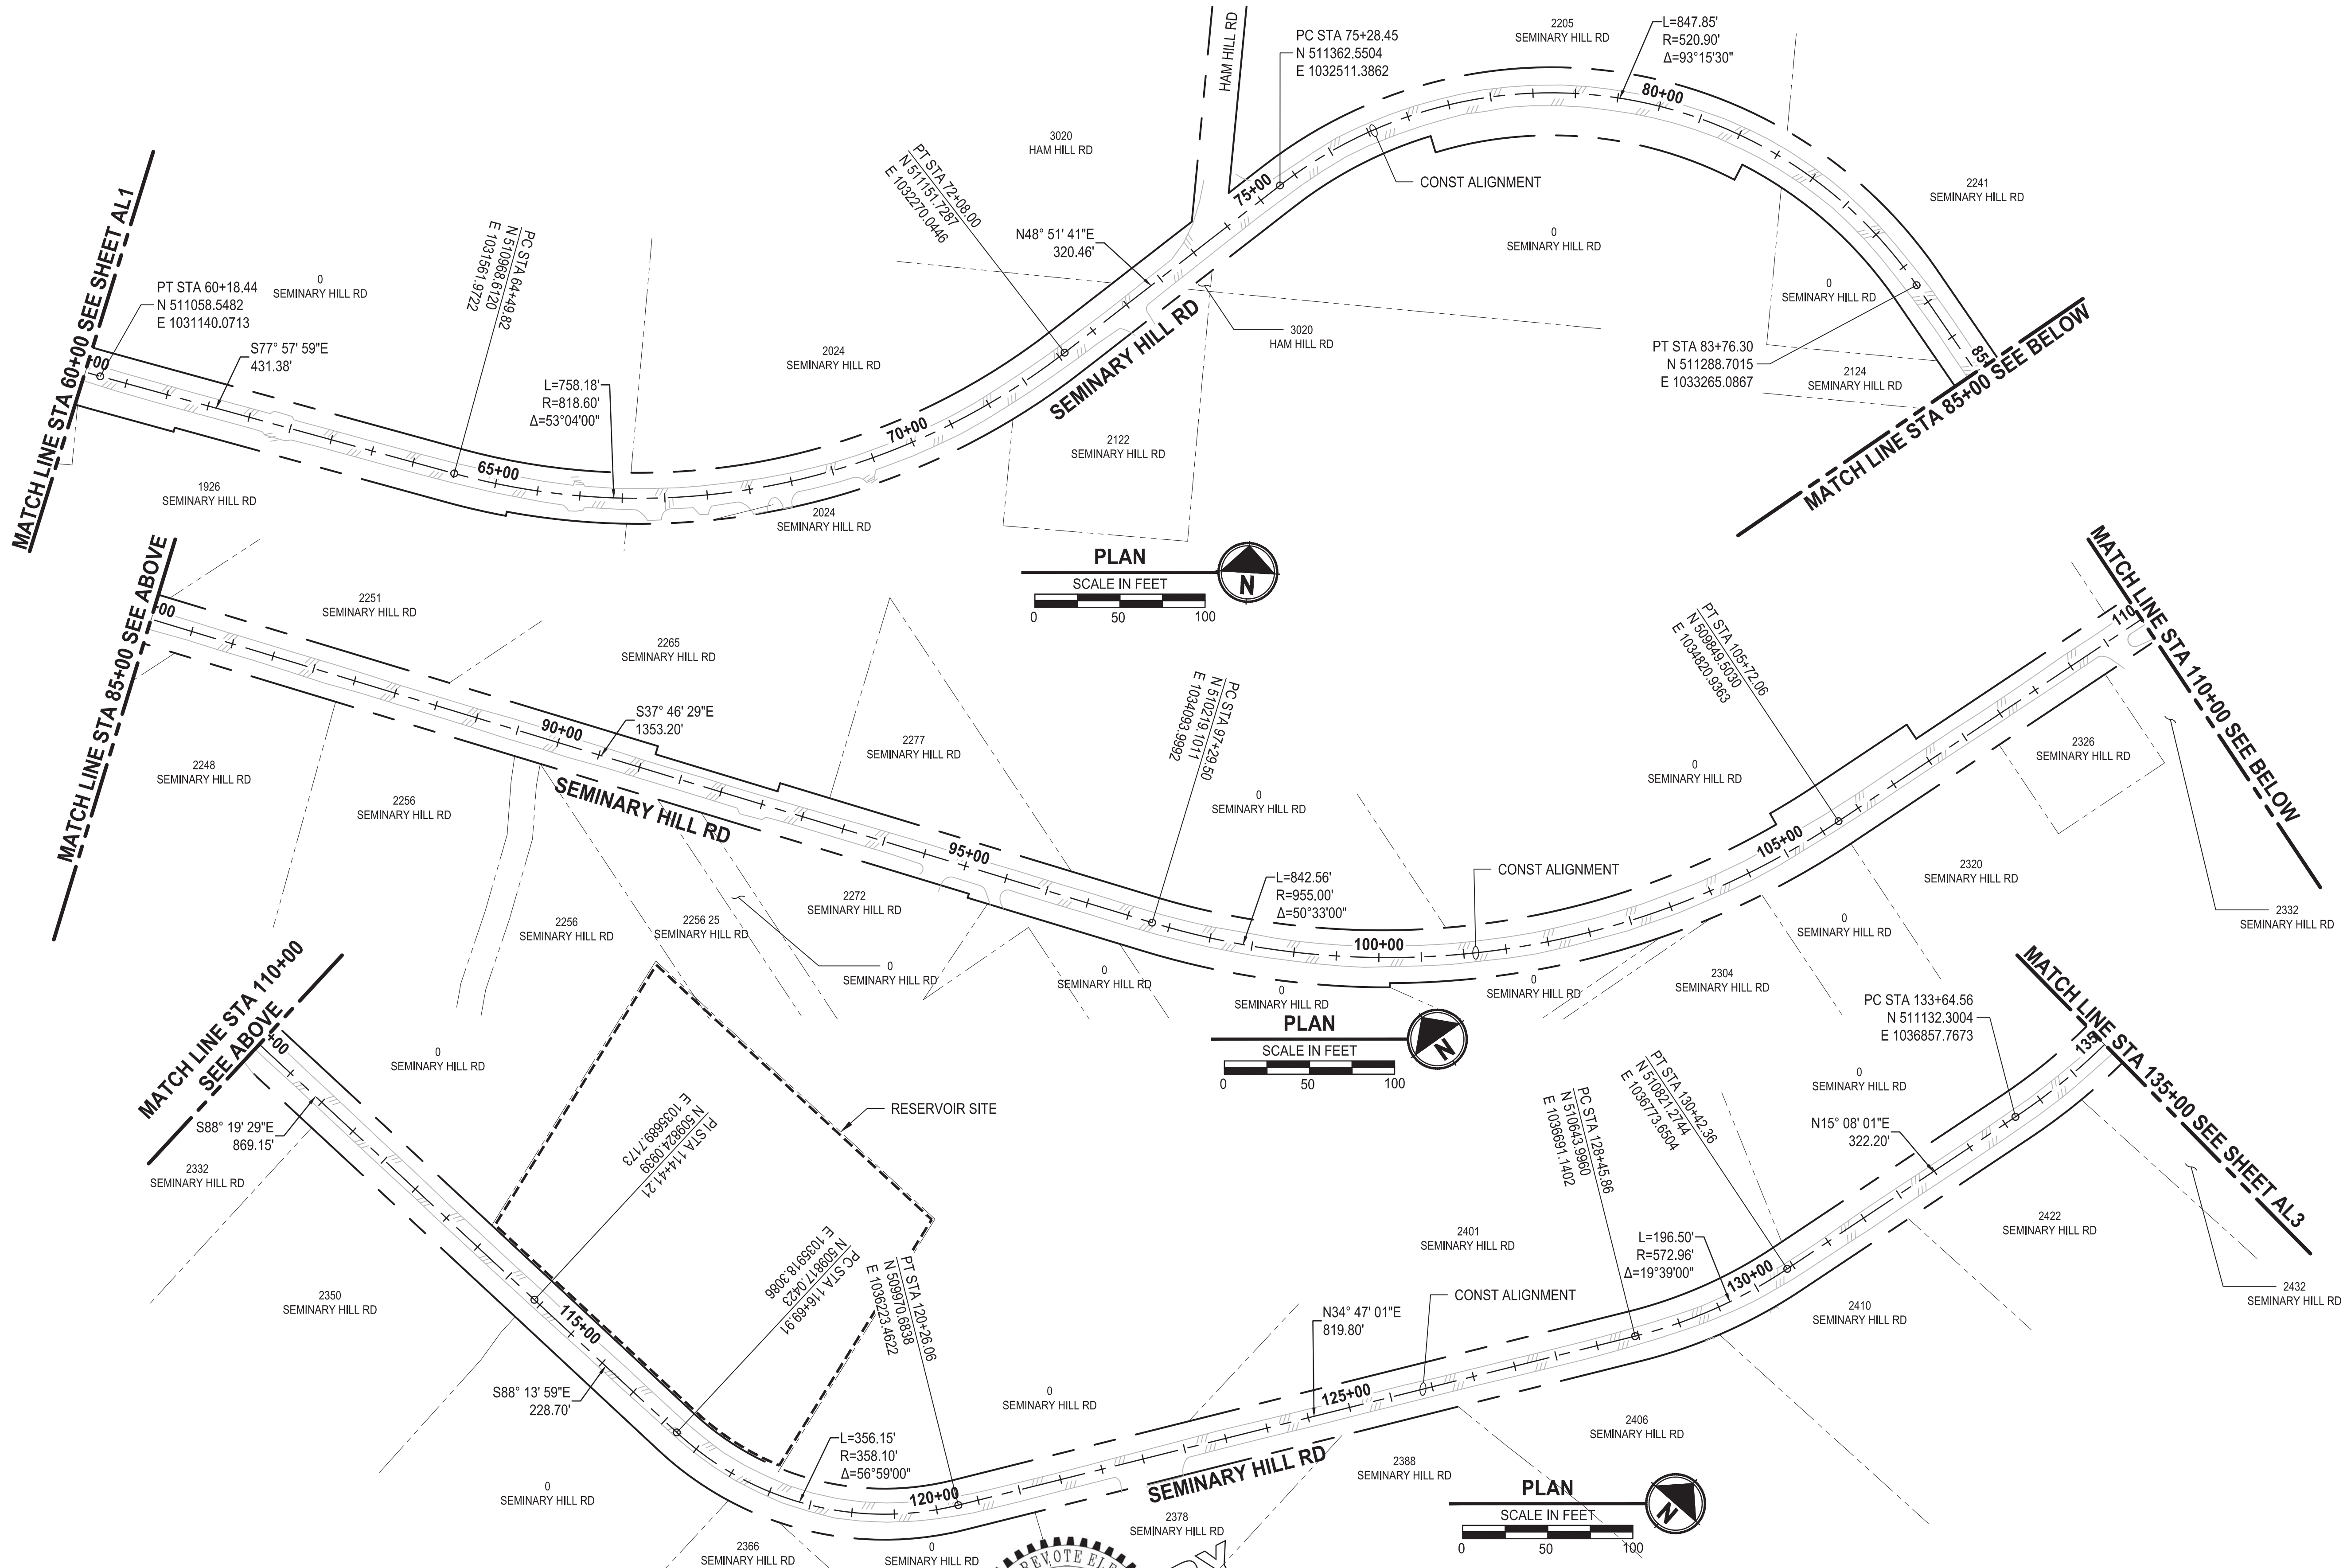 HAM HILL RD
PC STA 75+28.45
N 511362.5504
E 1032511.3862
2205
SEMINARY HILL RD
L=847.85'
R=520.90'
Δ=93°15'30"
80+00
3020
HAM HILL RD
PT STA 72+08.00
N 511151.7287
E 1032270.0446
75+00
CONST ALIGNMENT
2241
SEMINARY HILL RD
MATCH LINE STA 60+00 SEE SHEET AL1
N48° 51' 41"E
320.46'
0
SEMINARY HILL RD
PC STA 64+49.82
N 510968.6120
E 1031561.9722
PT STA 60+18.44
N 511058.5482
E 1031140.0713
0
SEMINARY HILL RD
0
SEMINARY HILL RD
+00
S77° 57' 59"E
431.38'
2024
SEMINARY HILL RD
SEMINARY HILL RD
3020
HAM HILL RD
PT STA 83+76.30
N 511288.7015
E 1033265.0867
85+
2124
SEMINARY HILL RD
MATCH LINE STA 85+00 SEE BELOW
L=758.18'
R=818.60'
Δ=53°04'00"
70+00
65+00
2122
SEMINARY HILL RD
1926
SEMINARY HILL RD
2024
SEMINARY HILL RD
PLAN
SCALE IN FEET
0 50 100
N
MATCH LINE STA 85+00 SEE ABOVE
+00
2251
SEMINARY HILL RD
2265
SEMINARY HILL RD
PC STA 97+29.50
N 510219.1011
E 1034093.9992
PT STA 105+72.06
N 509849.5030
E 1034820.9363
110
MATCH LINE STA 110+00 SEE BELOW
90+00
S37° 46' 29"E
1353.20'
2277
SEMINARY HILL RD
2326
SEMINARY HILL RD
2248
SEMINARY HILL RD
2256
SEMINARY HILL RD
SEMINARY HILL RD
0
SEMINARY HILL RD
0
SEMINARY HILL RD
95+00
105+00
CONST ALIGNMENT
2320
SEMINARY HILL RD
L=842.56'
R=955.00'
Δ=50°33'00"
2272
SEMINARY HILL RD
2256
SEMINARY HILL RD
2256 25
SEMINARY HILL RD
100+00
0
SEMINARY HILL RD
2332
SEMINARY HILL RD
0
SEMINARY HILL RD
0
SEMINARY HILL RD
0
SEMINARY HILL RD
0
SEMINARY HILL RD
2304
SEMINARY HILL RD
PLAN
SCALE IN FEET
0 50 100
N
MATCH LINE STA 110+00
SEE ABOVE
+00
0
SEMINARY HILL RD
PC STA 133+64.56
N 511132.3004
E 1036857.7673
135
MATCH LINE STA 135+00 SEE SHEET AL3
S88° 19' 29"E
869.15'
RESERVOIR SITE
PI STA 114+41.21
N 509824.0939
E 1035689.7173
PT STA 130+42.36
N 510821.2744
E 1036773.6504
PC STA 128+45.86
N 510643.9960
E 1036691.1402
0
SEMINARY HILL RD
N15° 08' 01"E
322.20'
2332
SEMINARY HILL RD
PC STA 116+69.91
N 509817.0423
E 1035918.3086
PT STA 120+26.06
N 509970.6838
E 1036223.4622
2401
SEMINARY HILL RD
L=196.50'
R=572.96'
Δ=19°39'00"
130+00
2422
SEMINARY HILL RD
2432
SEMINARY HILL RD
2350
SEMINARY HILL RD
115+00
N34° 47' 01"E
819.80'
CONST ALIGNMENT
2410
SEMINARY HILL RD
S88° 13' 59"E
228.70'
0
SEMINARY HILL RD
125+00
2406
SEMINARY HILL RD
L=356.15'
R=358.10'
Δ=56°59'00"
SEMINARY HILL RD
2388
SEMINARY HILL RD
0
SEMINARY HILL RD
120+00
2378
SEMINARY HILL RD
PLAN
SCALE IN FEET
0 50 100
N
2366
SEMINARY HILL RD
0
SEMINARY HILL RD